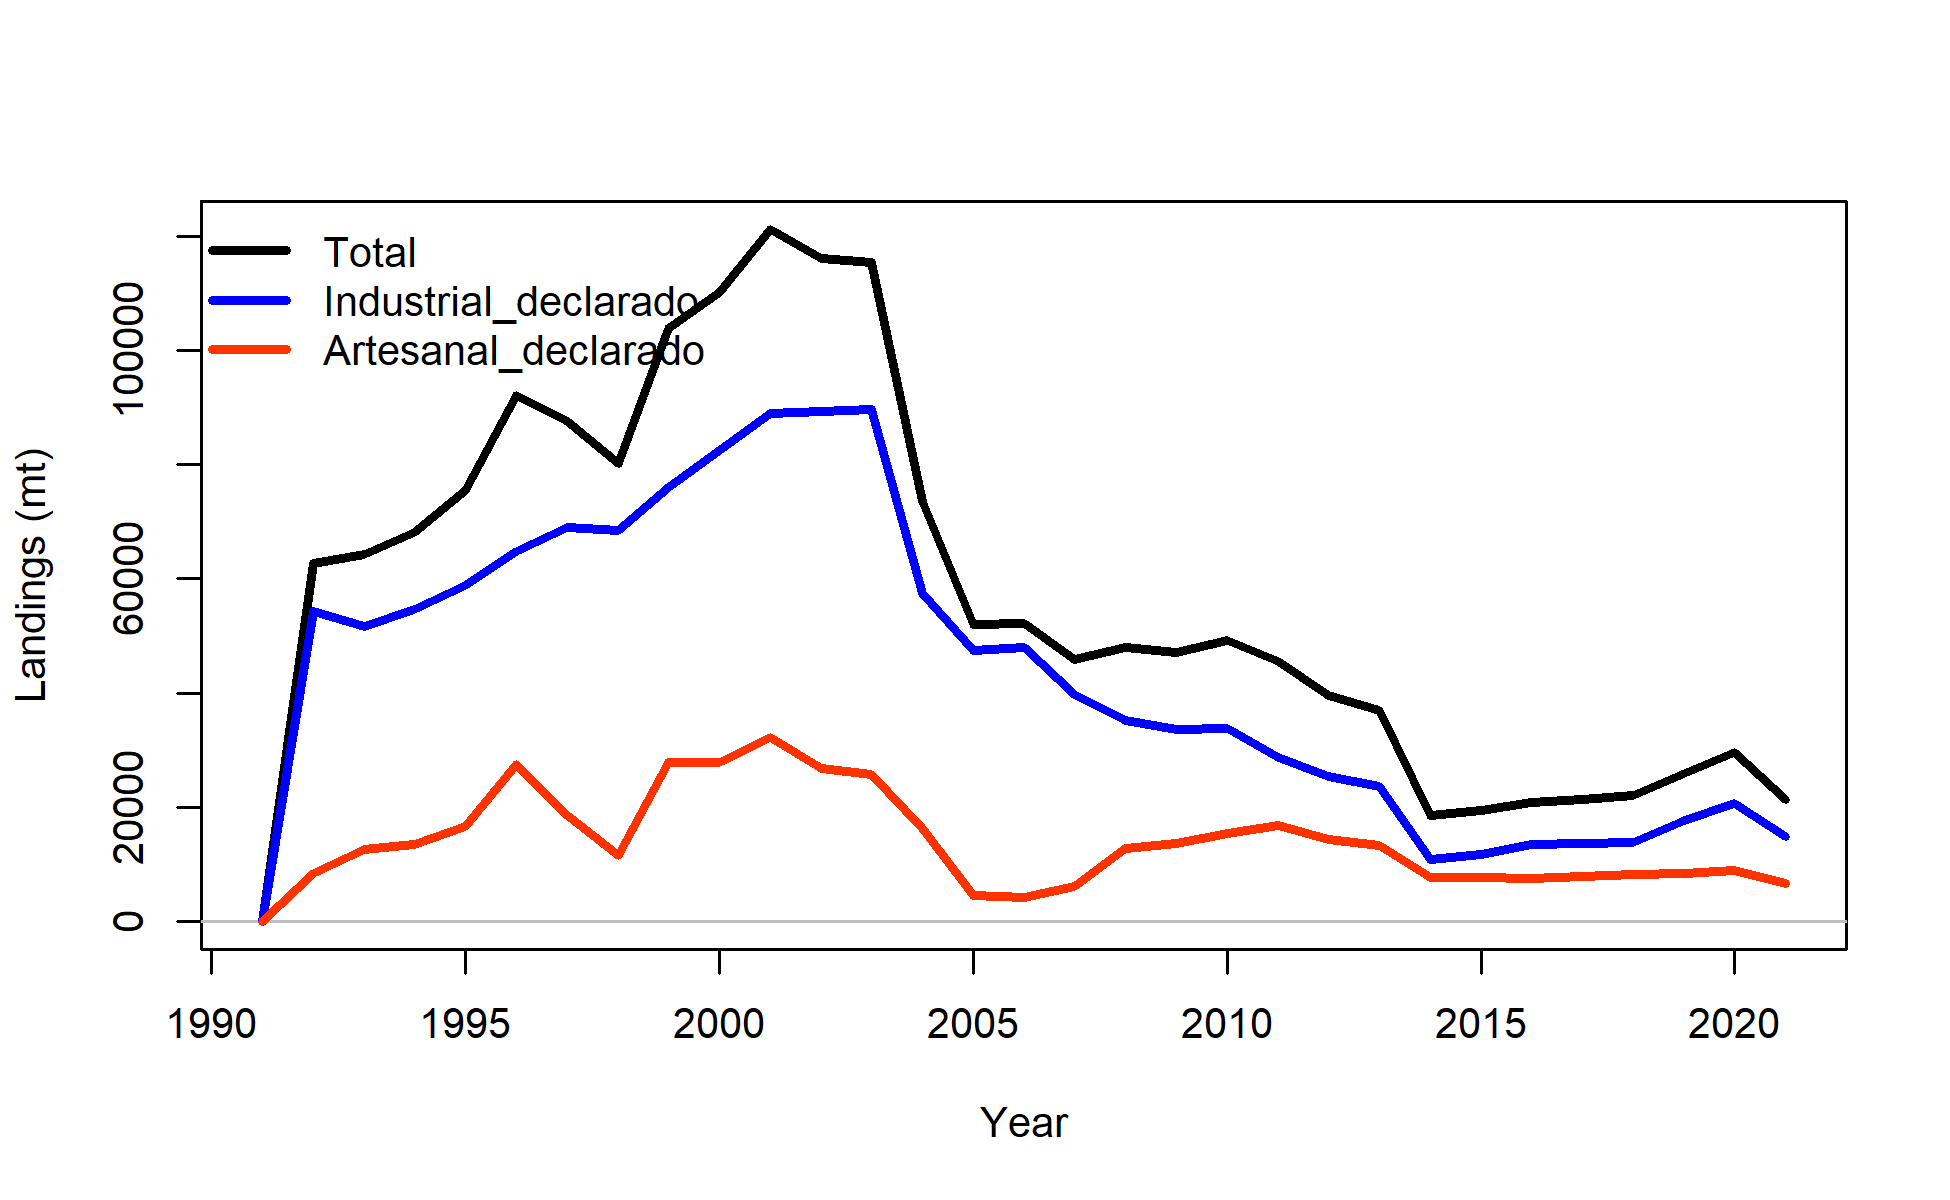 Total
Industrial_declarado
Artesanal_declarado
Landings (mt)
100000
60000
20000
0
1990 1995 2000 2005 2010 2015 2020
Year